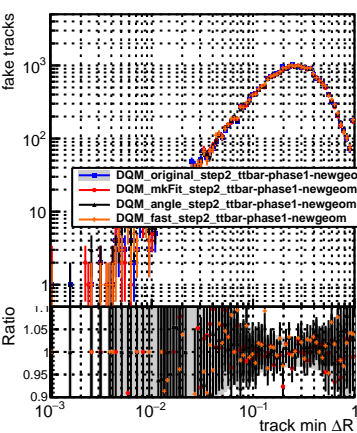 fake tracks
10³
10²
10
1
DQM_original_step2_ttbar-phase1-newgeo
DQM_mkFit_step2_ttbar-phase1-newgeom
DQM_angle_step2_ttbar-phase1-newgeom
DQM_fast_step2_ttbar-phase1-newgeom
Ratio
1.1
1.05
1
0.95
0.9
10⁻³ 10⁻² 10⁻¹ 1
track min ΔR